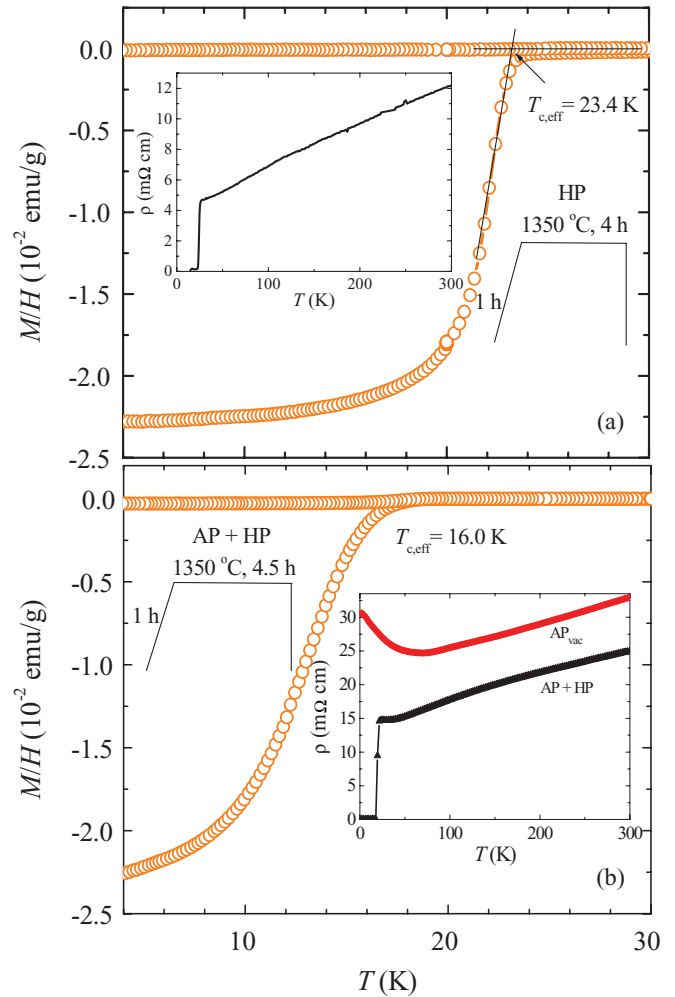 0.0
-0.5
-1.0
-1.5
-2.0
-2.5
M/H (10⁻² emu/g)
12
10
8
6
4
2
0
ρ (mΩ cm)
0 100 200 300
T (K)
T_c,eff = 23.4 K
HP
1350 °C, 4 h
1 h
(a)
0.0
-0.5
-1.0
-1.5
-2.0
-2.5
M/H (10⁻² emu/g)
AP + HP
1350 °C, 4.5 h
1 h
T_c,eff = 16.0 K
30
25
20
15
10
5
0
ρ (mΩ cm)
AP_vac
AP + HP
0 100 200 300
T (K)
(b)
10 20 30
T (K)